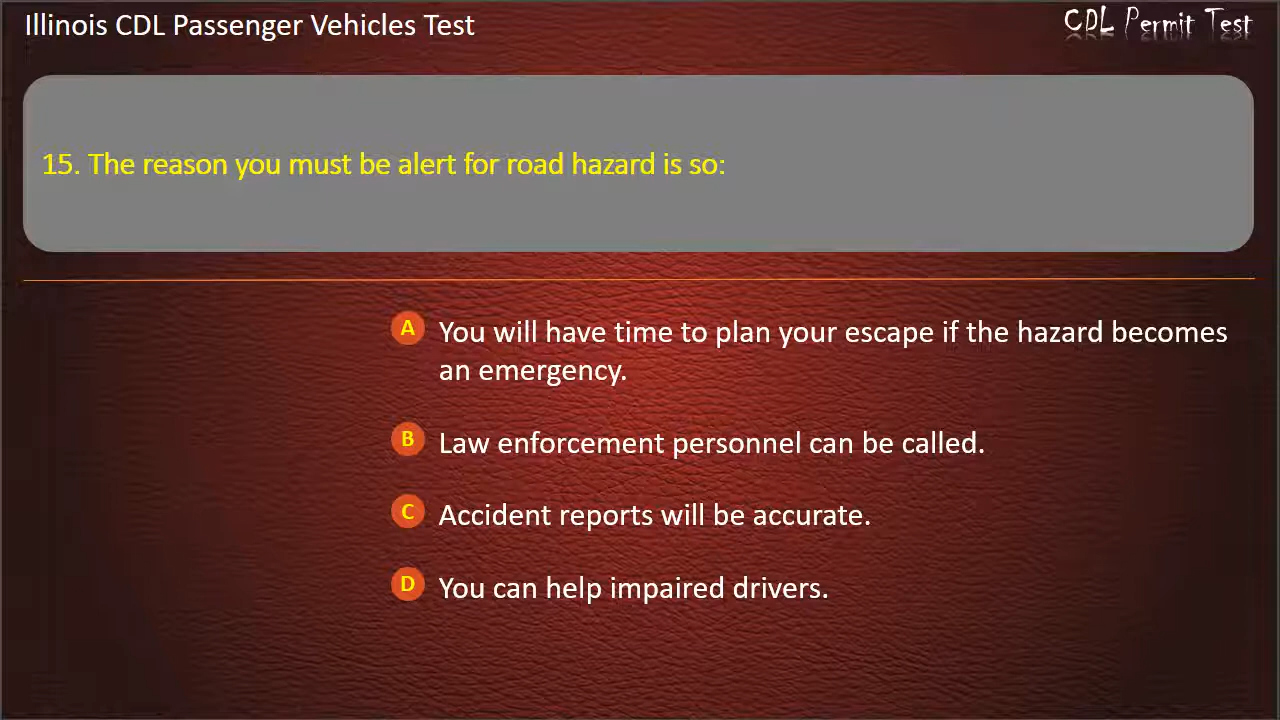 Illinois CDL Passenger Vehicles Test
CDL Permit Test
15. The reason you must be alert for road hazard is so:
A You will have time to plan your escape if the hazard becomes
an emergency.
B Law enforcement personnel can be called.
C Accident reports will be accurate.
D You can help impaired drivers.